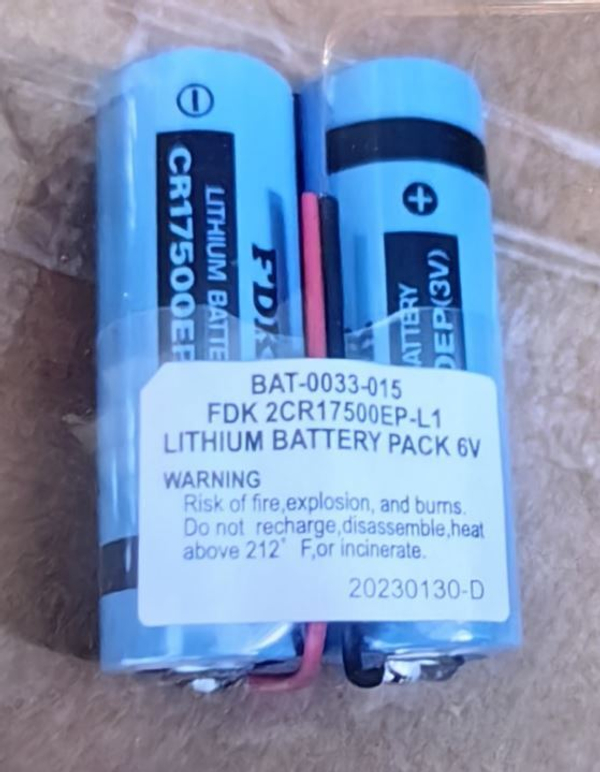 CR17500EP
LITHIUM BATTE
FDK
ATTERY
EP(3V)
BAT-0033-015
FDK 2CR17500EP-L1
LITHIUM BATTERY PACK 6V
WARNING
Risk of fire,explosion, and burns.
Do not recharge,disassemble,heat
above 212° F,or incinerate.
20230130-D